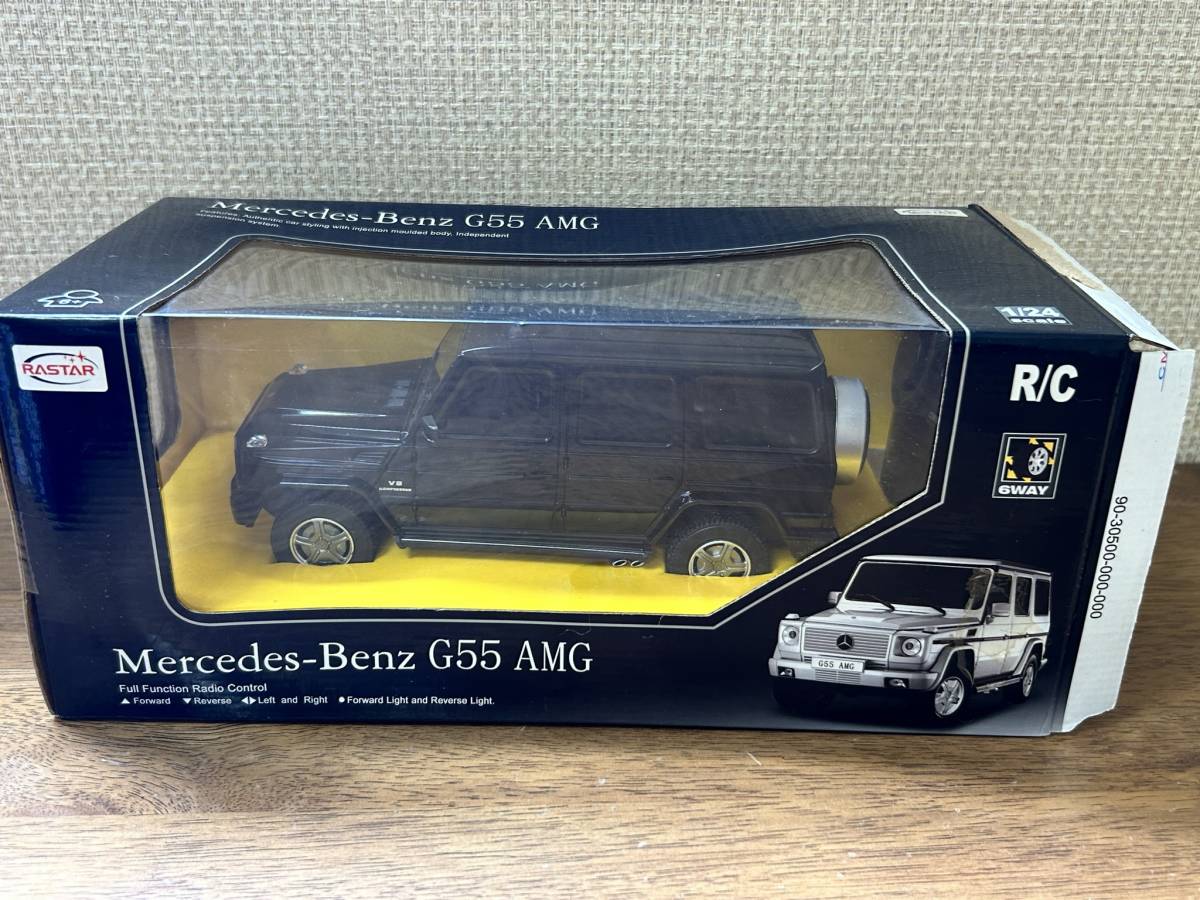 Mercedes-Benz G55 AMG
Features: Authentic car styling with injection moulded body, Independent
suspension system.
8+
RASTAR
1/24
scale
R/C
6WAY
V8
KOMPRESSOR
G55 AMG
90-30500-000-000
Mercedes-Benz G55 AMG
Full Function Radio Control
▲ Forward ▼ Reverse ◀▶ Left and Right ● Forward Light and Reverse Light.